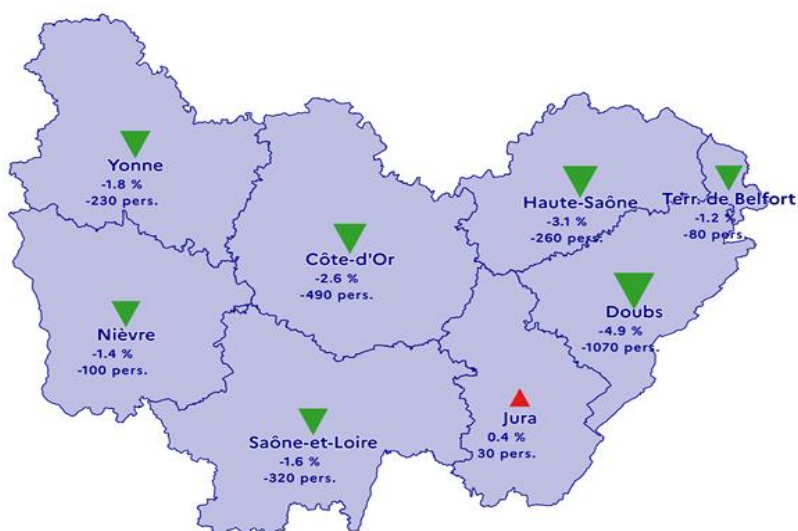 Yonne
-1.8 %
-230 pers.
Haute-Saône
-3.1 %
-260 pers.
Terr. de Belfort
-1.2 %
-80 pers.
Côte-d'Or
-2.6 %
-490 pers.
Doubs
-4.9 %
-1070 pers.
Nièvre
-1.4 %
-100 pers.
Jura
0.4 %
30 pers.
Saône-et-Loire
-1.6 %
-320 pers.